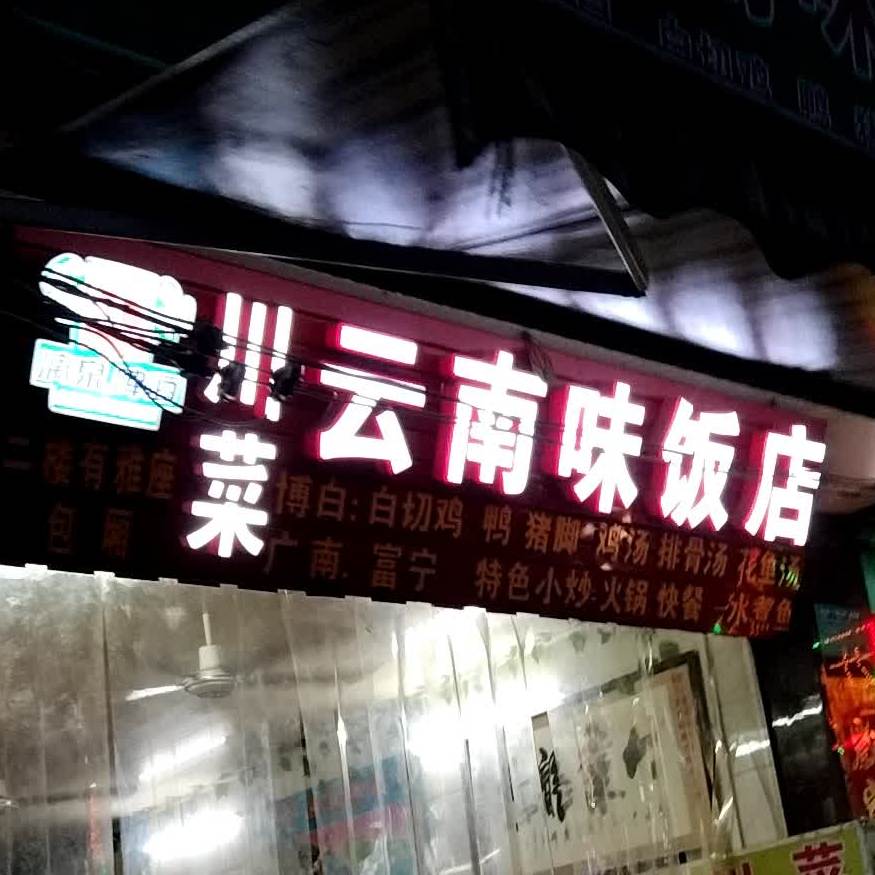 川菜
云南味饭店
二楼有雅座
包厢
博白:白切鸡 鸭 猪脚 鸡汤 排骨汤 花鱼汤
广南.富宁 特色小炒.火锅 快餐 水煮鱼
川菜